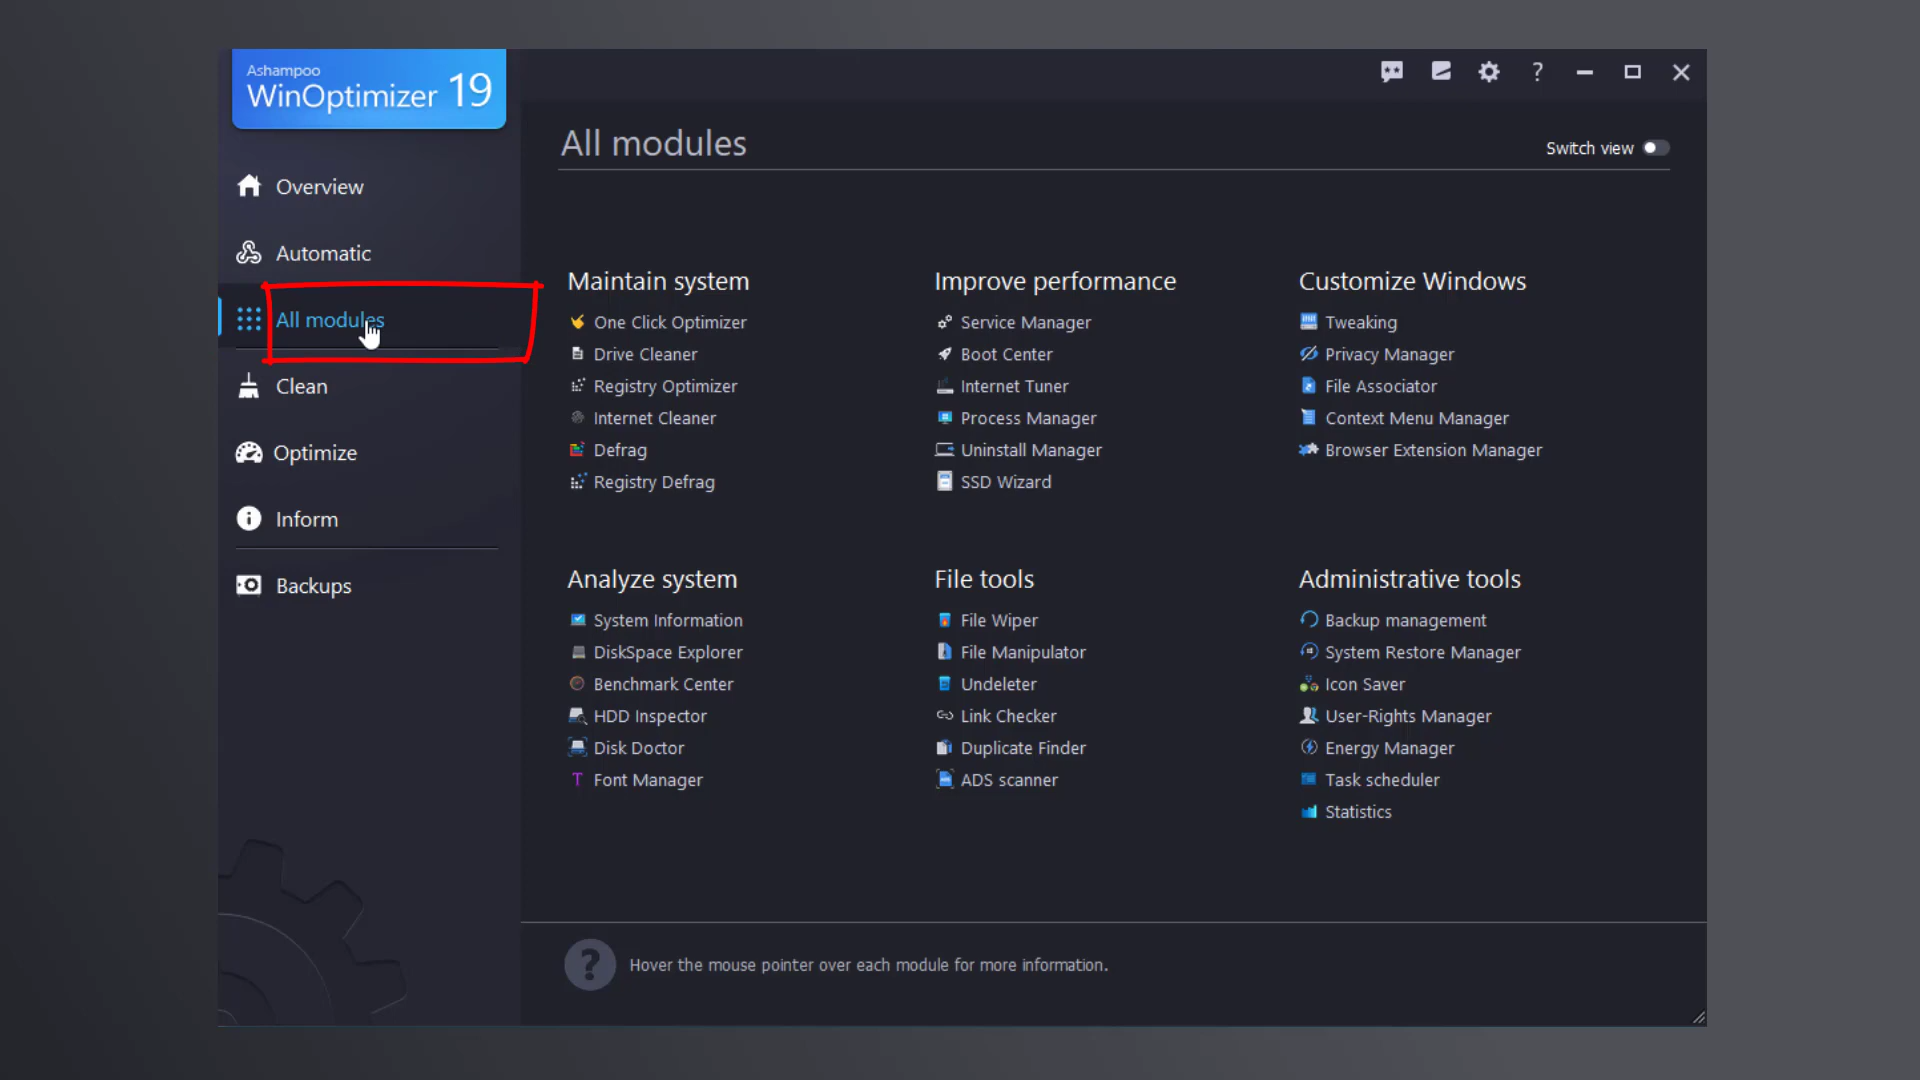 Ashampoo
WinOptimizer 19
Overview
Automatic
All modules
Clean
Optimize
Inform
Backups
All modules
Switch view
Maintain system
One Click Optimizer
Drive Cleaner
Registry Optimizer
Internet Cleaner
Defrag
Registry Defrag
Improve performance
Service Manager
Boot Center
Internet Tuner
Process Manager
Uninstall Manager
SSD Wizard
Customize Windows
Tweaking
Privacy Manager
File Associator
Context Menu Manager
Browser Extension Manager
Analyze system
System Information
DiskSpace Explorer
Benchmark Center
HDD Inspector
Disk Doctor
Font Manager
File tools
File Wiper
File Manipulator
Undeleter
Link Checker
Duplicate Finder
ADS scanner
Administrative tools
Backup management
System Restore Manager
Icon Saver
User-Rights Manager
Energy Manager
Task scheduler
Statistics
Hover the mouse pointer over each module for more information.